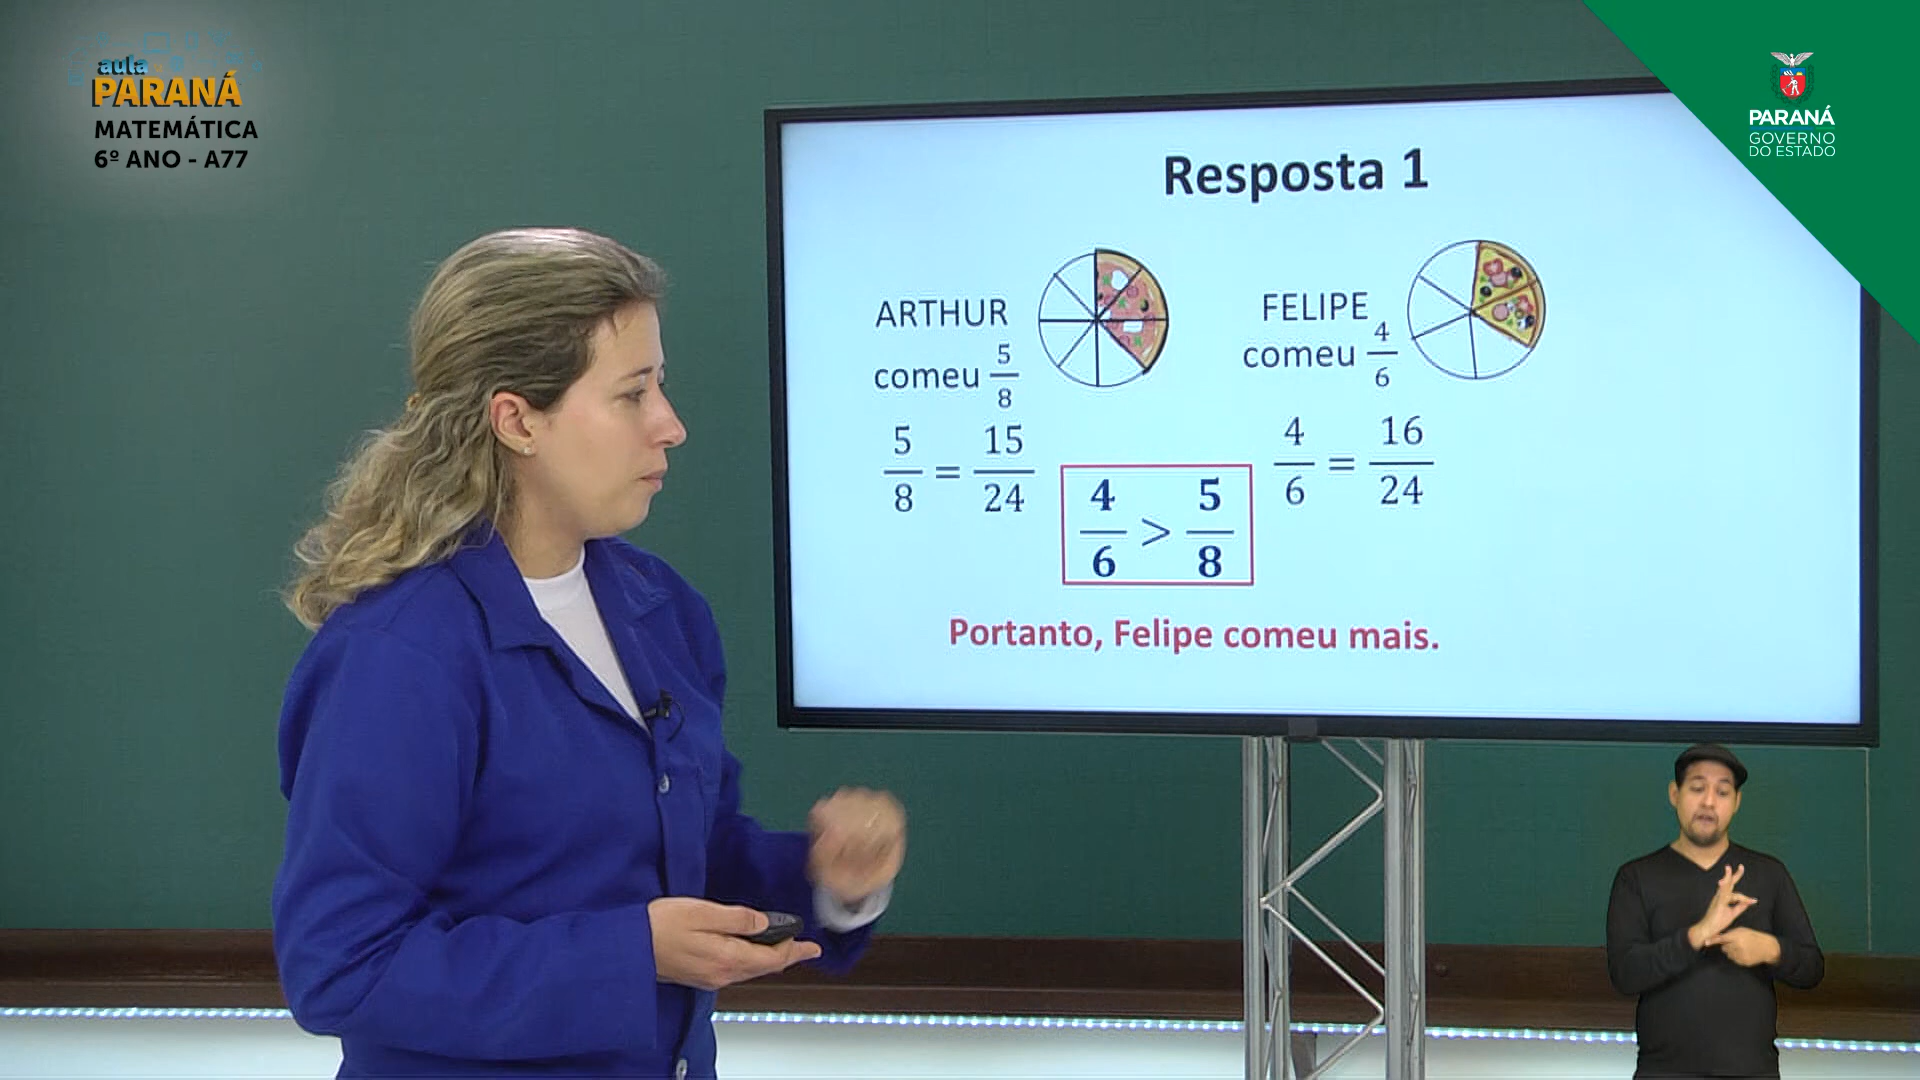 aula
PARANÁ
MATEMÁTICA
6º ANO - A77
PARANÁ
GOVERNO
DO ESTADO
Resposta 1
ARTHUR
comeu 5/8
FELIPE
comeu 4/6
5/8 = 15/24
4/6 = 16/24
4/6 > 5/8
Portanto, Felipe comeu mais.